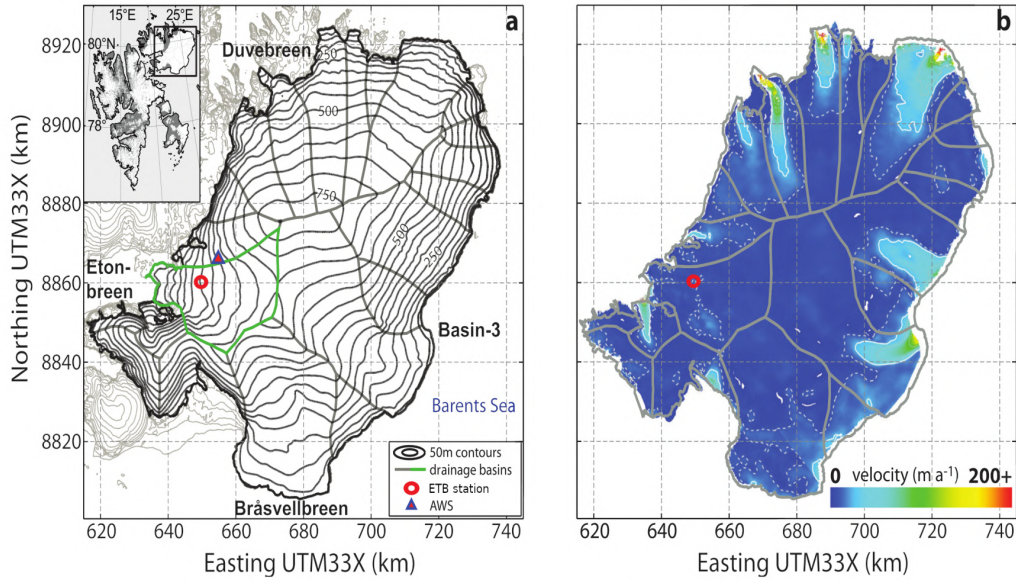 15°E
25°E
80°N
78°
a
Duvebreen
250
500
750
500
250
Eton-
breen
Basin-3
Barents Sea
Bråsvellbreen
50m contours
drainage basins
ETB station
AWS
8920
8900
8880
8860
8840
8820
Northing UTM33X (km)
620 640 660 680 700 720 740
Easting UTM33X (km)
b
0 velocity (m a⁻¹) 200+
620 640 660 680 700 720 740
Easting UTM33X (km)